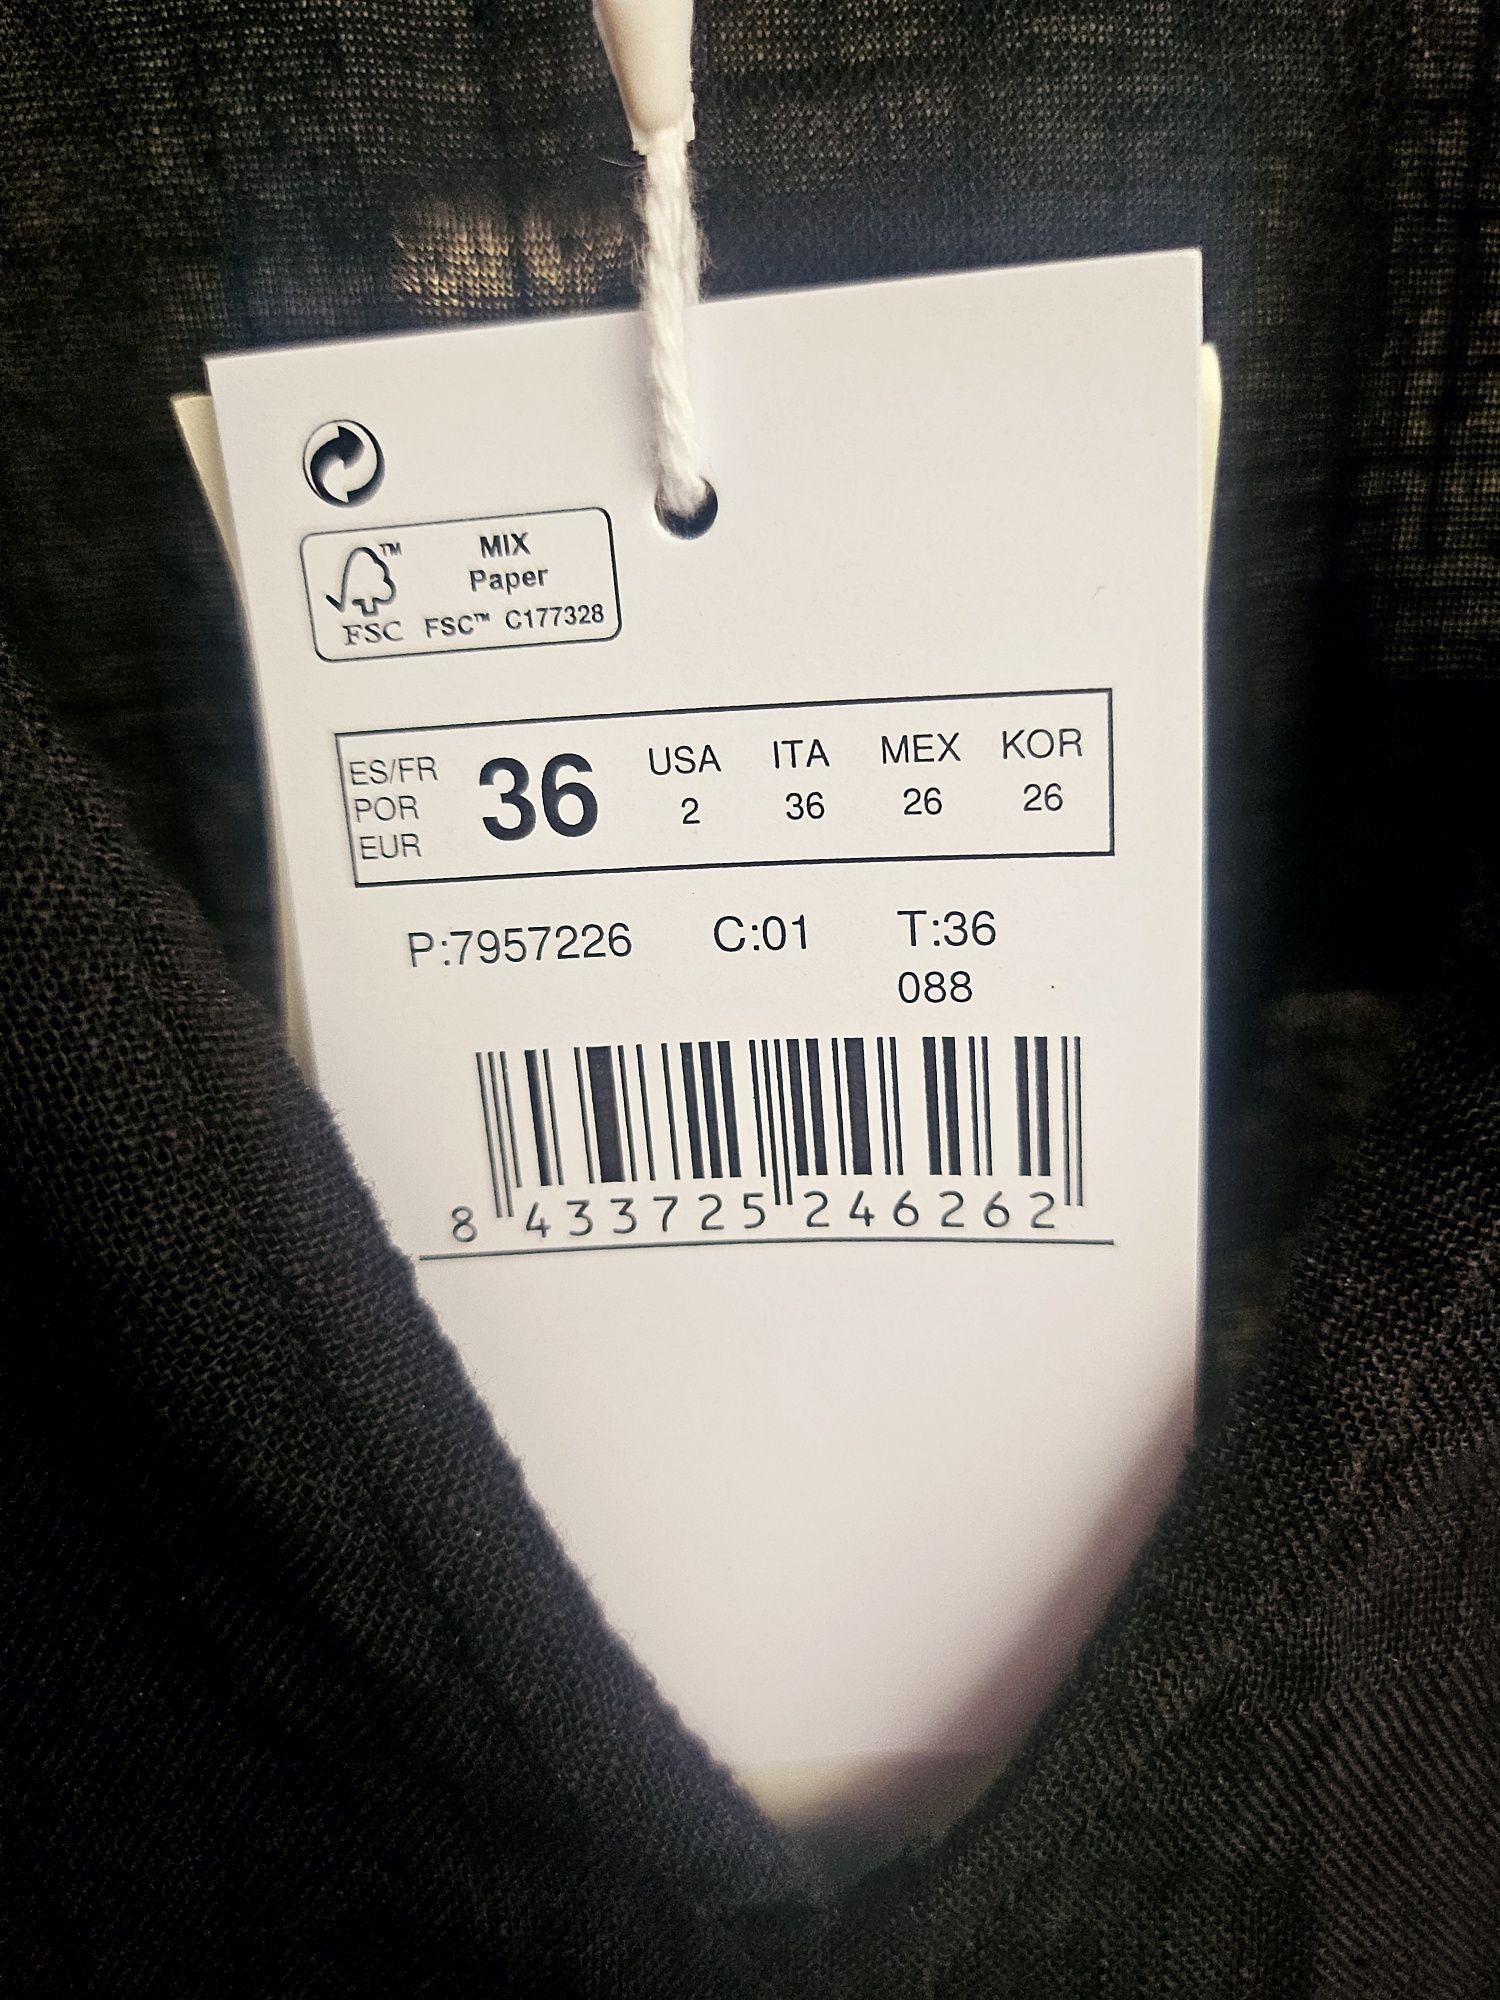 MIX
Paper
FSC™ C177328
FSC
ES/FR POR EUR 36 USA 2 ITA 36 MEX 26 KOR 26
P:7957226 C:01 T:36
088
8 433725 246262